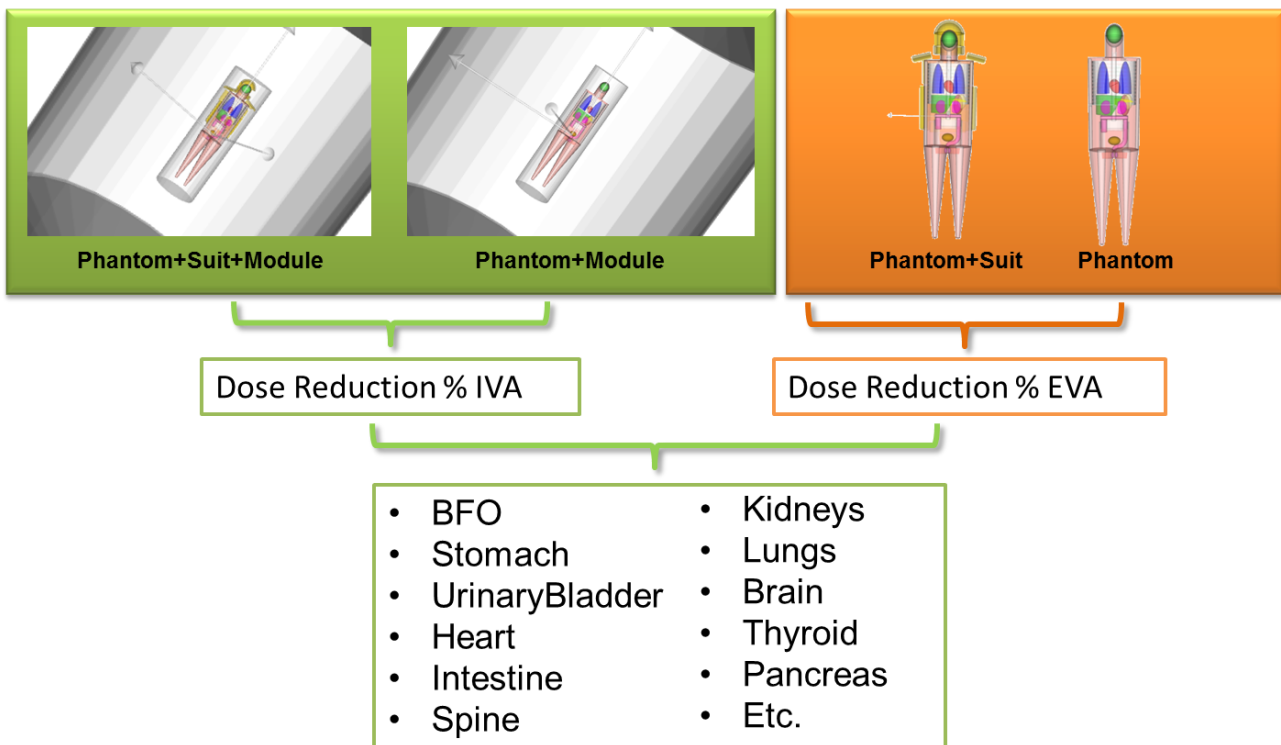 Phantom+Suit+Module
Phantom+Module
Phantom+Suit
Phantom
Dose Reduction % IVA
Dose Reduction % EVA
• BFO
• Stomach
• UrinaryBladder
• Heart
• Intestine
• Spine
• Kidneys
• Lungs
• Brain
• Thyroid
• Pancreas
• Etc.